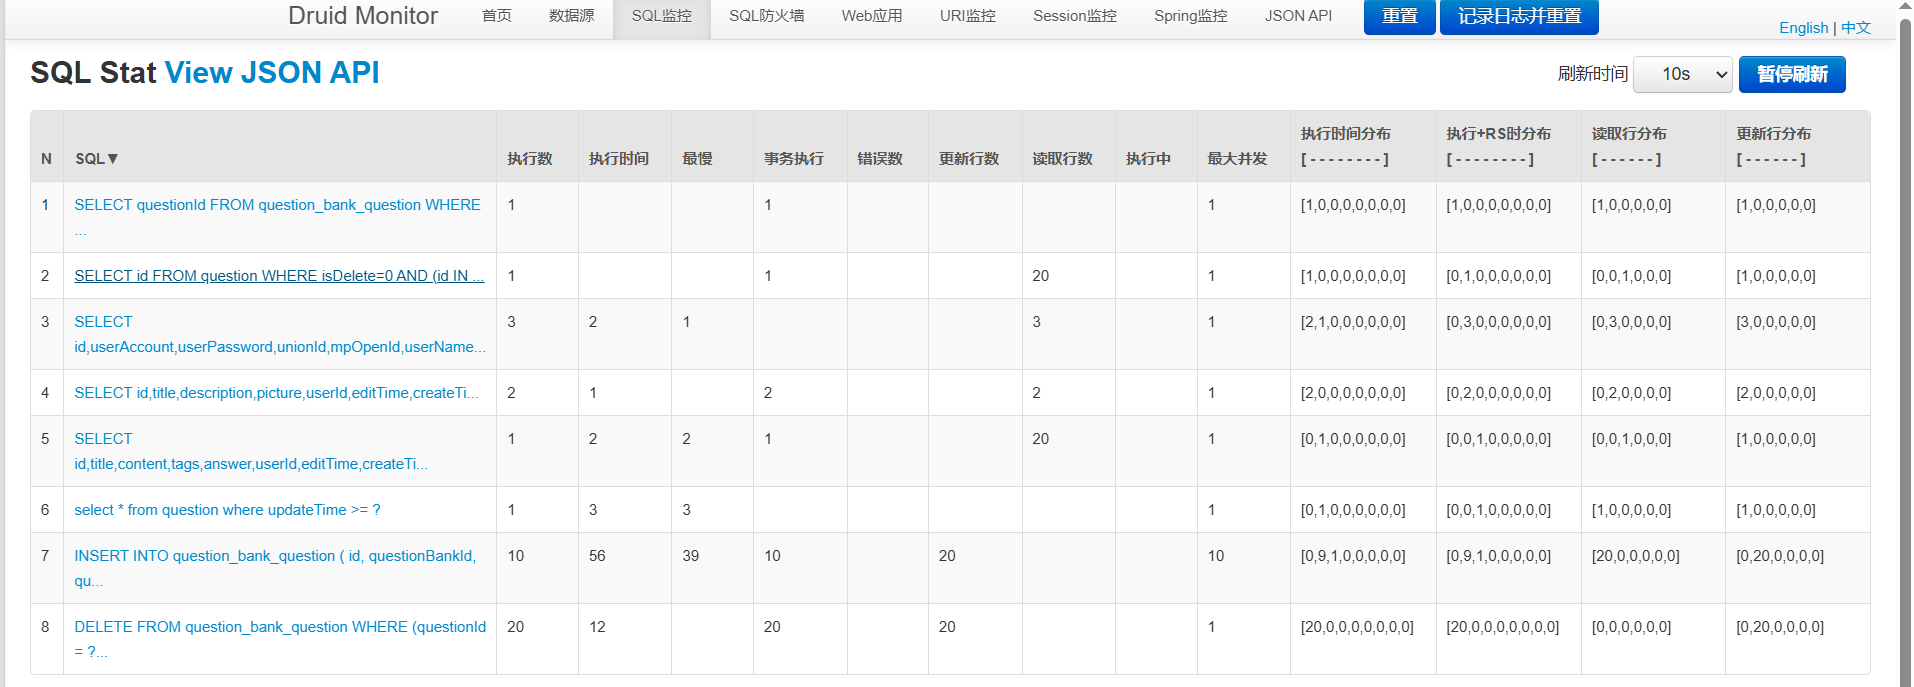 Druid Monitor 首页 数据源 SQL监控 SQL防火墙 Web应用 URI监控 Session监控 Spring监控 JSON API 重置 记录日志并重置
English | 中文
SQL Stat View JSON API 刷新时间 10s 暂停刷新
N SQL▼ 执行数 执行时间 最慢 事务执行 错误数 更新行数 读取行数 执行中 最大并发 执行时间分布 [ - - - - - - - - ] 执行+RS时分布 [ - - - - - - - - ] 读取行分布 [ - - - - - - ] 更新行分布 [ - - - - - - ]
1 SELECT questionId FROM question_bank_question WHERE 1 1 1 [1,0,0,0,0,0,0,0] [1,0,0,0,0,0,0,0] [1,0,0,0,0,0] [1,0,0,0,0,0]
...
2 SELECT id FROM question WHERE isDelete=0 AND (id IN ... 1 1 20 1 [1,0,0,0,0,0,0,0] [0,1,0,0,0,0,0,0] [0,0,1,0,0,0] [1,0,0,0,0,0]
3 SELECT 3 2 1 3 1 [2,1,0,0,0,0,0,0] [0,3,0,0,0,0,0,0] [0,3,0,0,0,0] [3,0,0,0,0,0]
id,userAccount,userPassword,unionId,mpOpenId,userName...
4 SELECT id,title,description,picture,userId,editTime,createTi... 2 1 2 2 1 [2,0,0,0,0,0,0,0] [0,2,0,0,0,0,0,0] [0,2,0,0,0,0] [2,0,0,0,0,0]
5 SELECT 1 2 2 1 20 1 [0,1,0,0,0,0,0,0] [0,0,1,0,0,0,0,0] [0,0,1,0,0,0] [1,0,0,0,0,0]
id,title,content,tags,answer,userId,editTime,createTi...
6 select * from question where updateTime >= ? 1 3 3 1 [0,1,0,0,0,0,0,0] [0,0,1,0,0,0,0,0] [1,0,0,0,0,0] [1,0,0,0,0,0]
7 INSERT INTO question_bank_question ( id, questionBankId, 10 56 39 10 20 10 [0,9,1,0,0,0,0,0] [0,9,1,0,0,0,0,0] [20,0,0,0,0,0] [0,20,0,0,0,0]
qu...
8 DELETE FROM question_bank_question WHERE (questionId 20 12 20 20 1 [20,0,0,0,0,0,0,0] [20,0,0,0,0,0,0,0] [0,0,0,0,0,0] [0,20,0,0,0,0]
= ?...